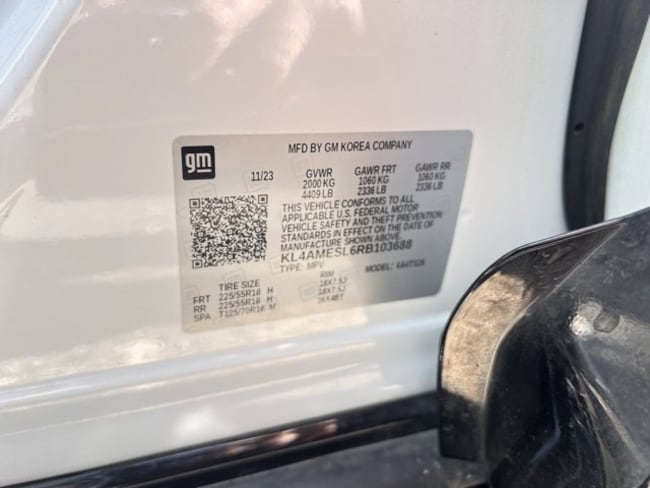 gm
MFD BY GM KOREA COMPANY
11/23
GVWR GAWR FRT GAWR RR
2000 KG 1060 KG 1060 KG
4409 LB 2336 LB 2336 LB
THIS VEHICLE CONFORMS TO ALL
APPLICABLE U.S. FEDERAL MOTOR
VEHICLE SAFETY AND THEFT PREVENTION
STANDARDS IN EFFECT ON THE DATE OF
MANUFACTURE SHOWN ABOVE.
KL4AMESL6RB103688
TYPE: MPV MODEL:
TIRE SIZE RIM
FRT 225/55R18 H 18X7.5J
RR 225/55R18 H 18X7.5J
SPA T125/70R16 M